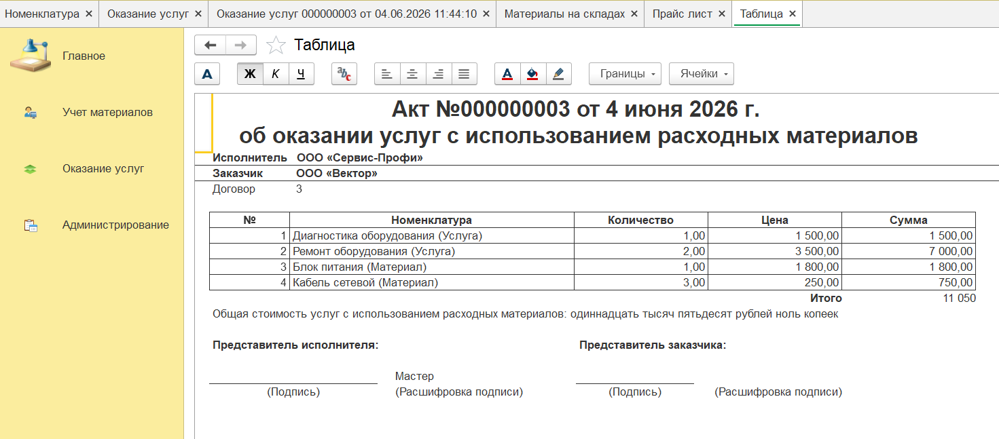 Номенклатура × Оказание услуг × Оказание услуг 000000003 от 04.06.2026 11:44:10 × Материалы на складах × Прайс лист × Таблица ×
Главное
Учет материалов
Оказание услуг
Администрирование
Таблица
А Ж К Ч abc А Границы Ячейки
Акт №000000003 от 4 июня 2026 г.
об оказании услуг с использованием расходных материалов
Исполнитель ООО «Сервис-Профи»
Заказчик ООО «Вектор»
Договор 3
№ Номенклатура Количество Цена Сумма
1 Диагностика оборудования (Услуга) 1,00 1 500,00 1 500,00
2 Ремонт оборудования (Услуга) 2,00 3 500,00 7 000,00
3 Блок питания (Материал) 1,00 1 800,00 1 800,00
4 Кабель сетевой (Материал) 3,00 250,00 750,00
Итого 11 050
Общая стоимость услуг с использованием расходных материалов: одиннадцать тысяч пятьдесят рублей ноль копеек
Представитель исполнителя: Представитель заказчика:
Мастер
(Подпись) (Расшифровка подписи) (Подпись) (Расшифровка подписи)